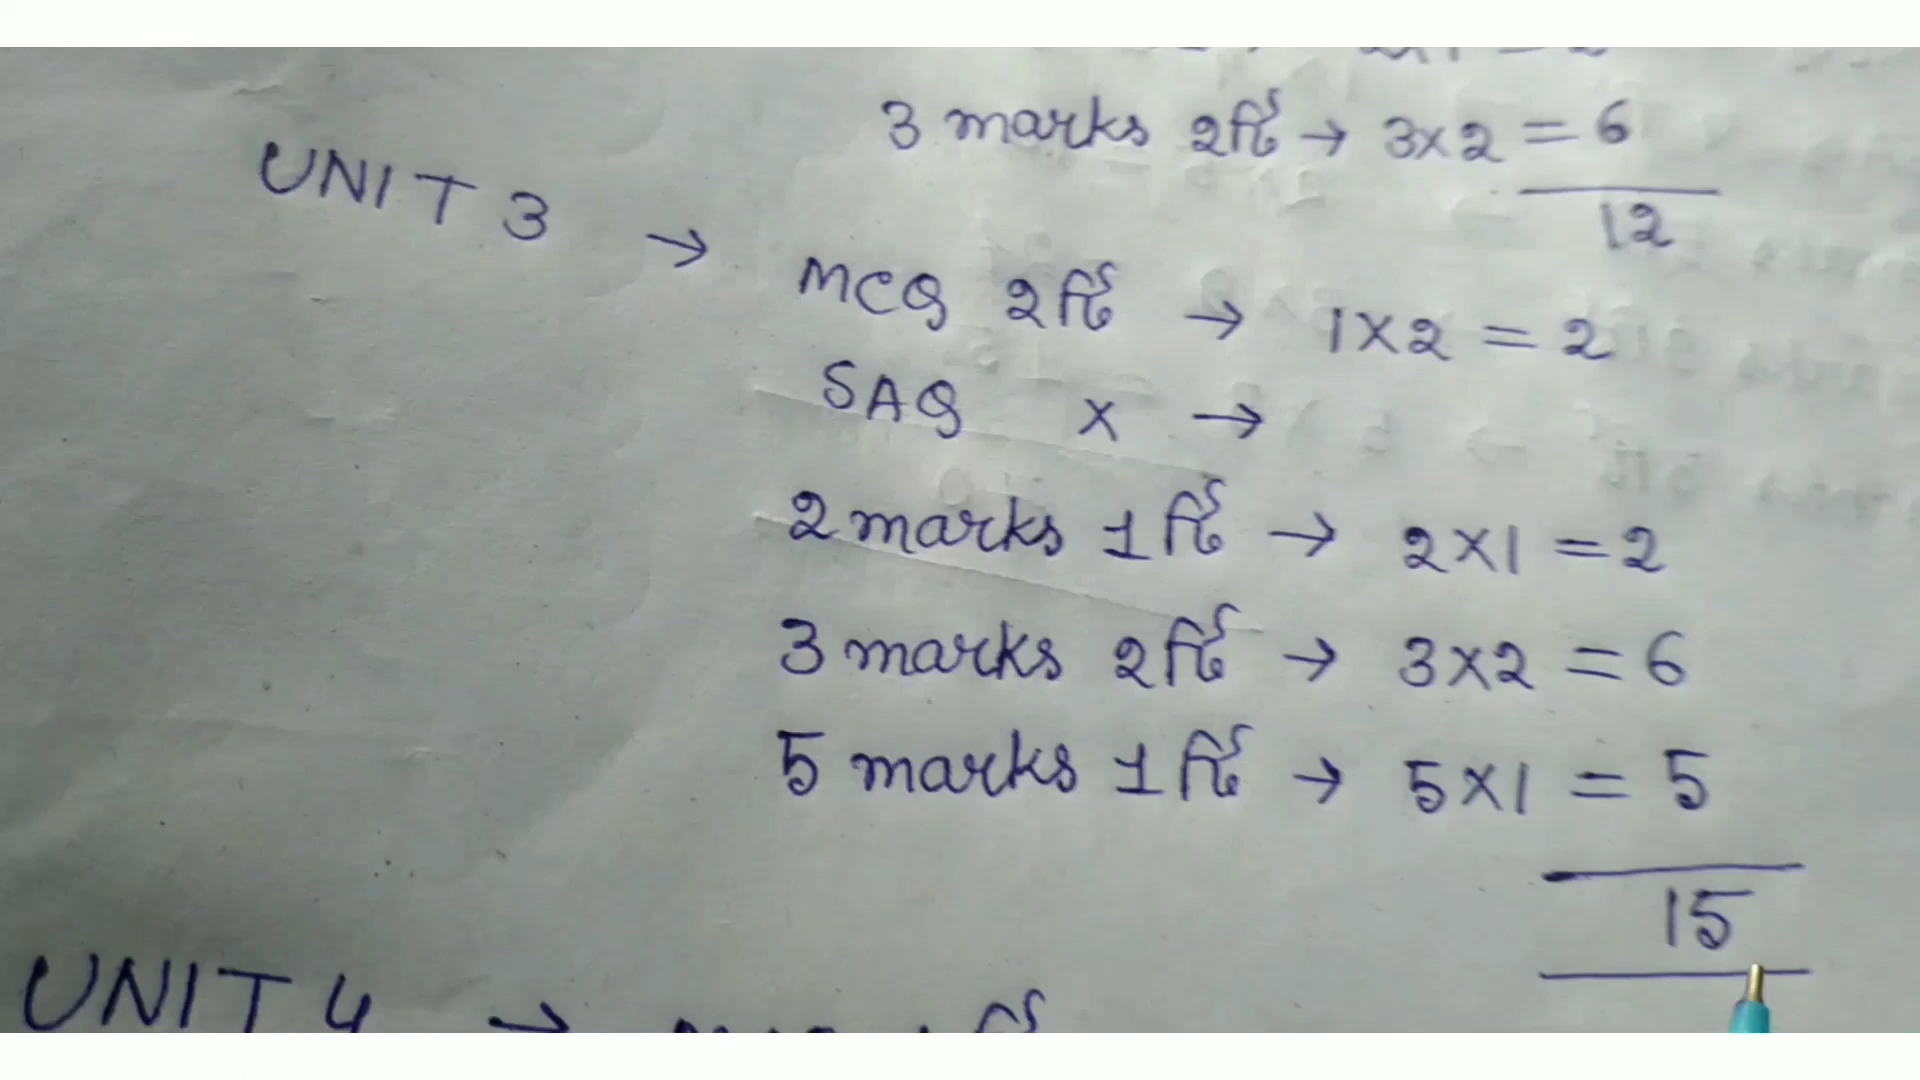 3 marks 2টি → 3×2 = 6
12
UNIT 3 → MCQ 2টি → 1×2 = 2
SAQ × →
2 marks 1টি → 2×1 = 2
3 marks 2টি → 3×2 = 6
5 marks 1টি → 5×1 = 5
15
UNIT 4 →